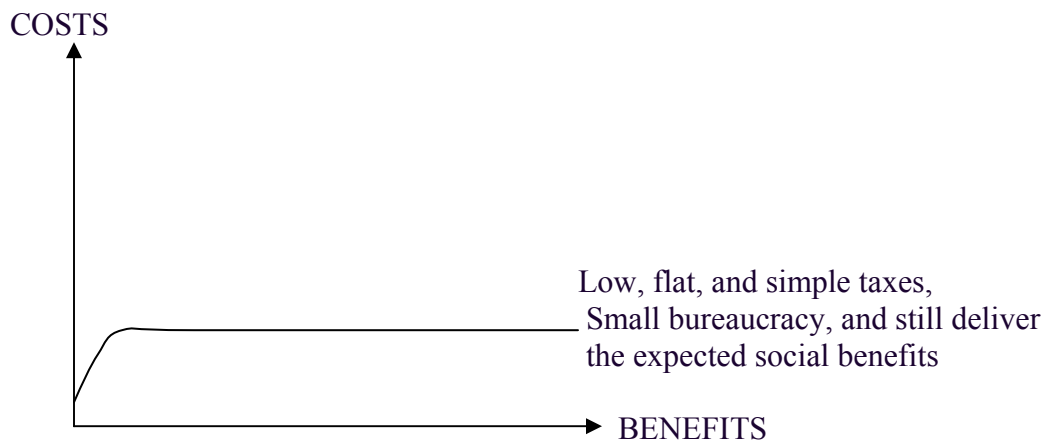 COSTS
Low, flat, and simple taxes,
Small bureaucracy, and still deliver
the expected social benefits
BENEFITS